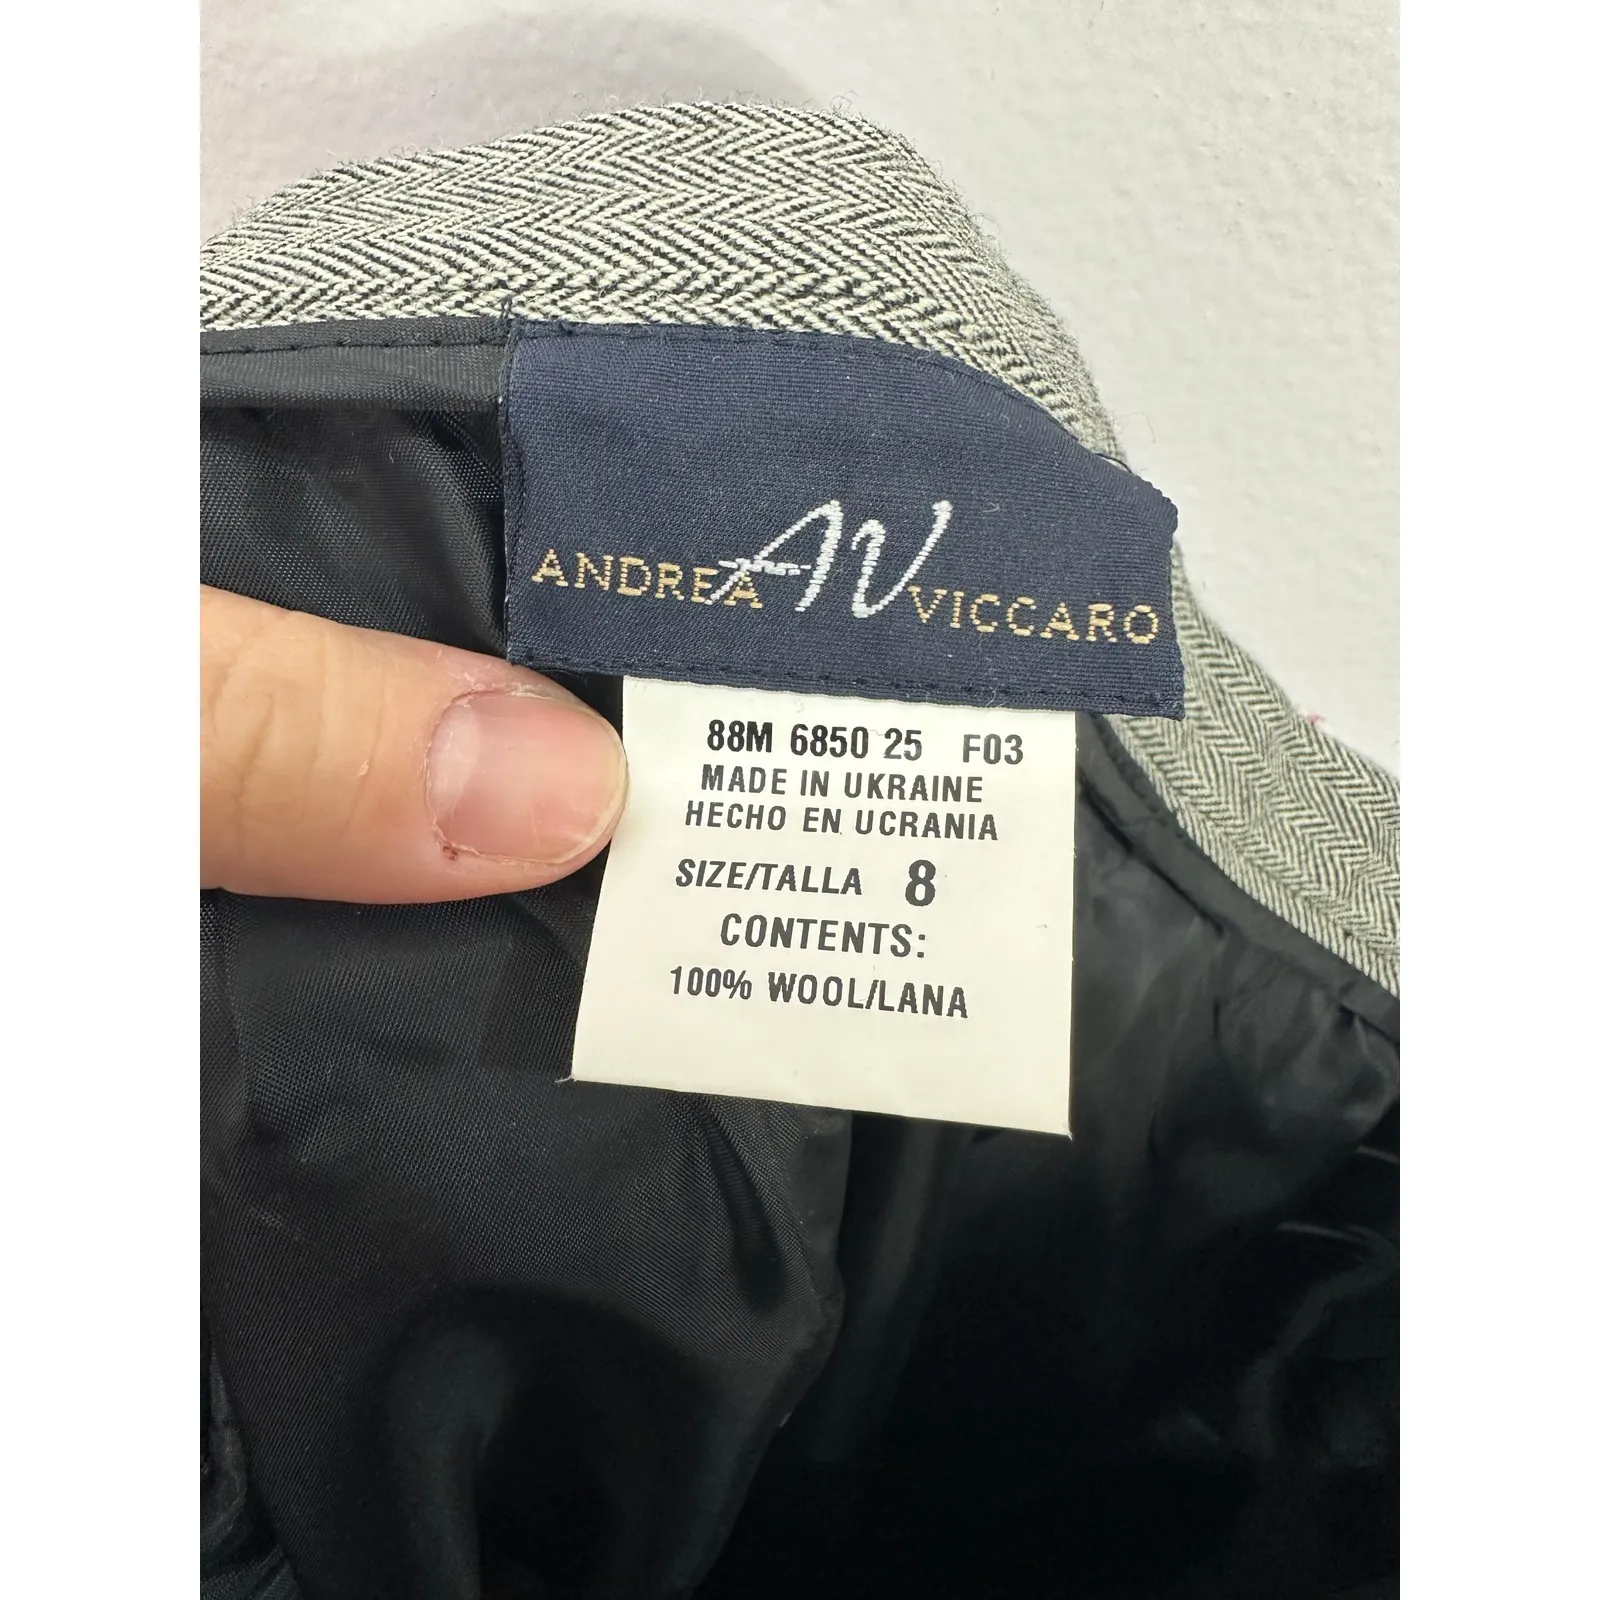 ANDREA AV VICCARO
88M 6850 25 F03
MADE IN UKRAINE
HECHO EN UCRANIA
SIZE/TALLA 8
CONTENTS:
100% WOOL/LANA